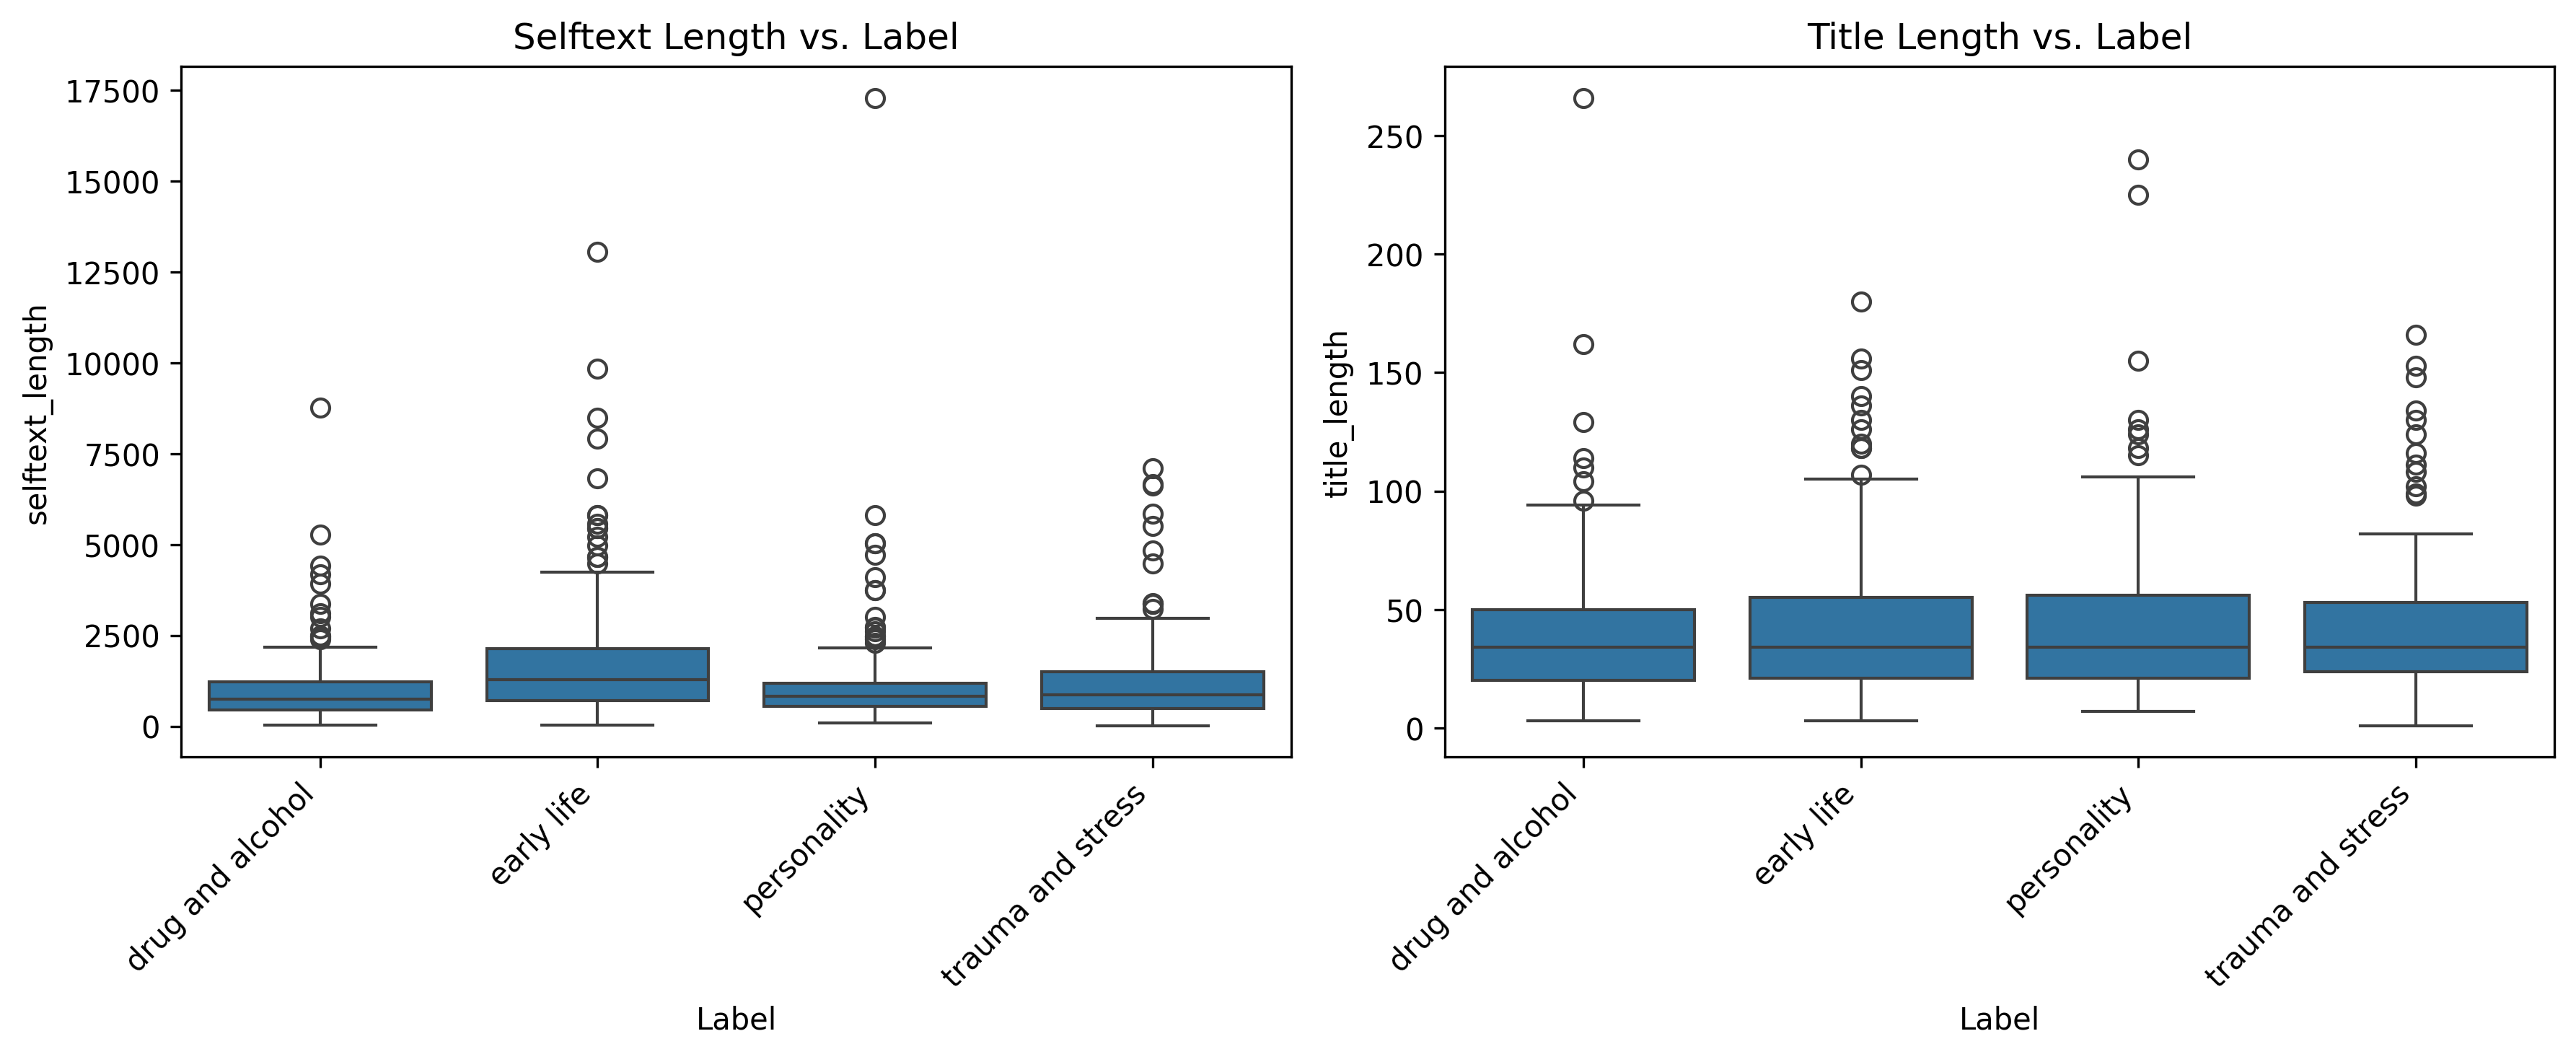 Selftext Length vs. Label
17500
15000
12500
10000
7500
5000
2500
0
selftext_length
drug and alcohol
early life
personality
trauma and stress
Label
Title Length vs. Label
250
200
150
100
50
0
title_length
drug and alcohol
early life
personality
trauma and stress
Label